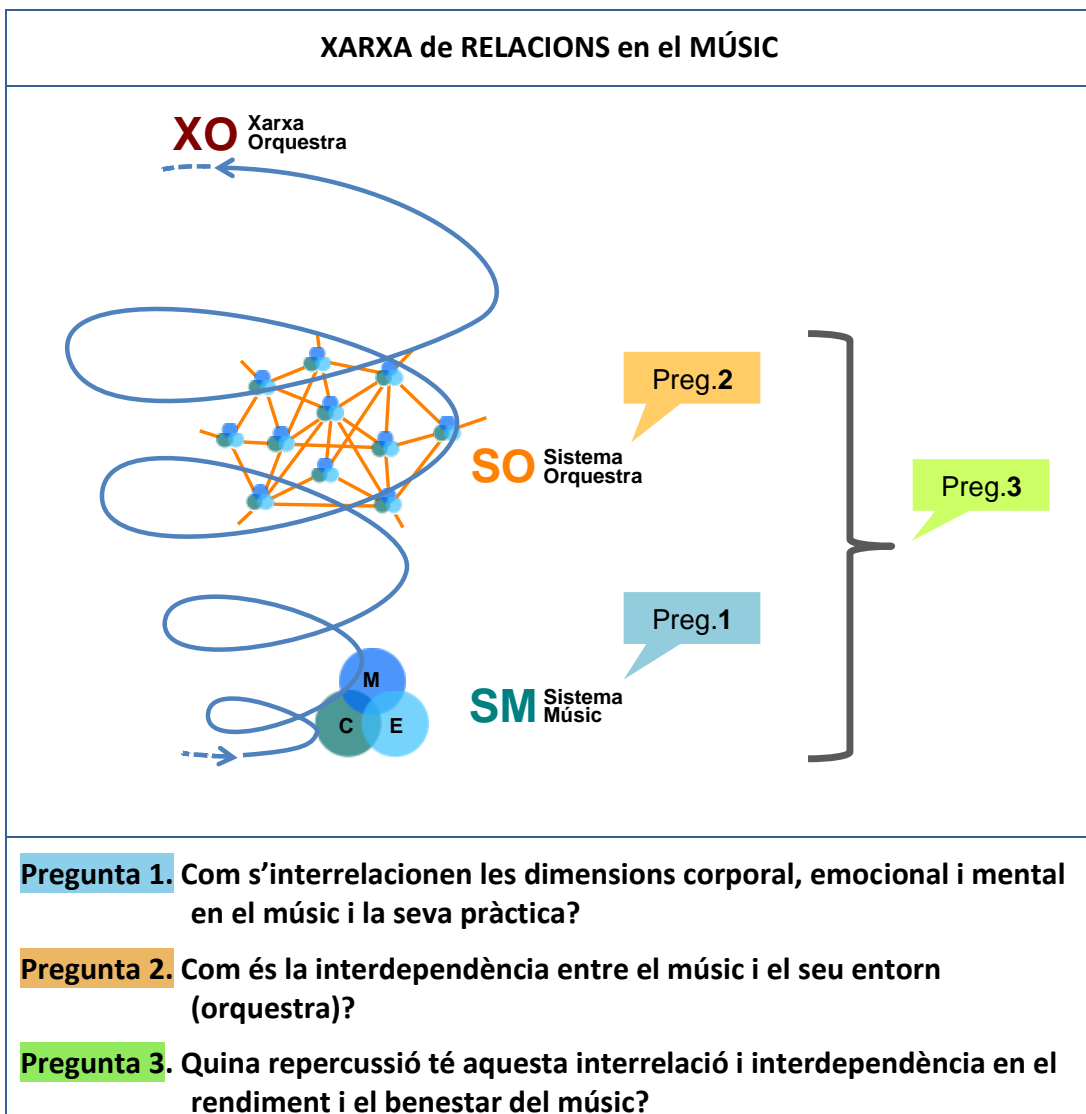 XARXA de RELACIONS en el MÚSIC
XO Xarxa
Orquestra
Preg.2
SO Sistema
Orquestra
Preg.3
Preg.1
M
SM Sistema
Músic
C E
Pregunta 1. Com s’interrelacionen les dimensions corporal, emocional i mental
en el músic i la seva pràctica?
Pregunta 2. Com és la interdependència entre el músic i el seu entorn
(orquestra)?
Pregunta 3. Quina repercussió té aquesta interrelació i interdependència en el
rendiment i el benestar del músic?